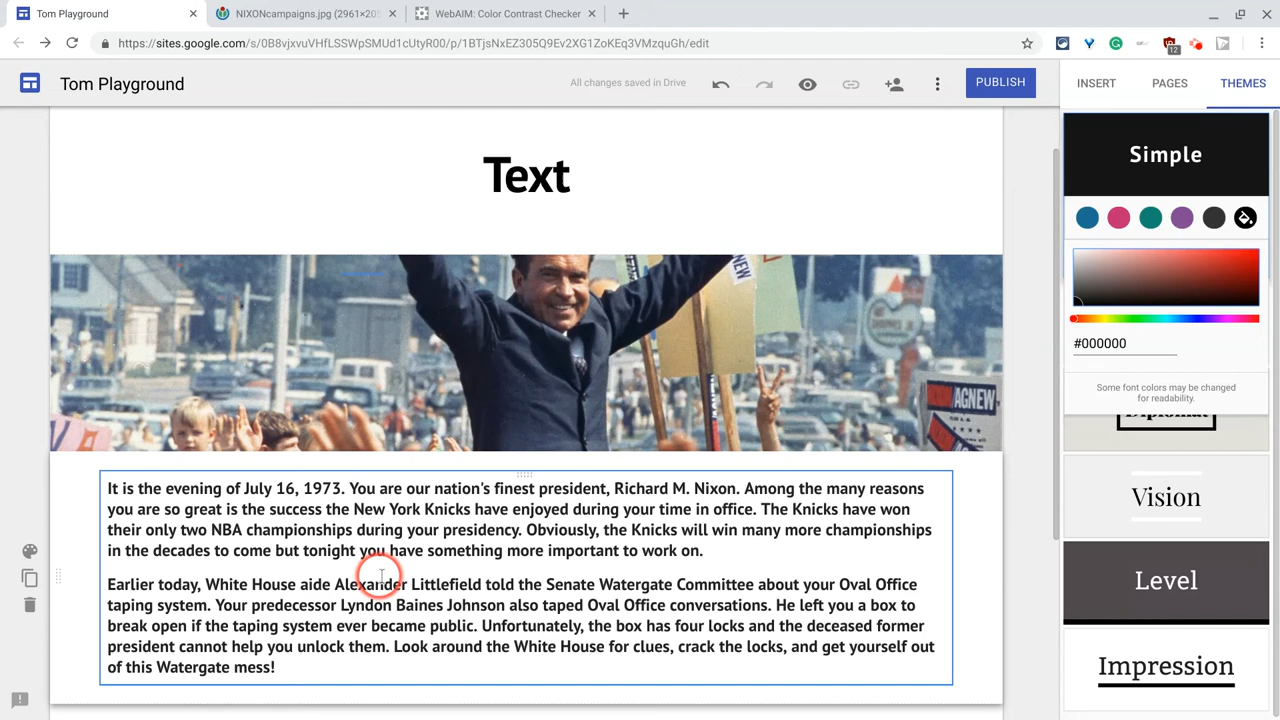 Tom Playground
NIXONcampaigns.jpg (2961×205
WebAIM: Color Contrast Checker
https://sites.google.com/s/0B8vjxvuVHfLSSWpSMUd1cUtyR00/p/1BTjsNxEZ305Q9Ev2XG1ZoKEq3VMzquGh/edit
12
Tom Playground
All changes saved in Drive
PUBLISH
INSERT
PAGES
THEMES
Text
NEW
AGNEW
Simple
#000000
Some font colors may be changed
for readability.
Diplomat
Vision
Level
Impression
It is the evening of July 16, 1973. You are our nation's finest president, Richard M. Nixon. Among the many reasons
you are so great is the success the New York Knicks have enjoyed during your time in office. The Knicks have won
their only two NBA championships during your presidency. Obviously, the Knicks will win many more championships
in the decades to come but tonight you have something more important to work on.
Earlier today, White House aide Alexander Littlefield told the Senate Watergate Committee about your Oval Office
taping system. Your predecessor Lyndon Baines Johnson also taped Oval Office conversations. He left you a box to
break open if the taping system ever became public. Unfortunately, the box has four locks and the deceased former
president cannot help you unlock them. Look around the White House for clues, crack the locks, and get yourself out
of this Watergate mess!